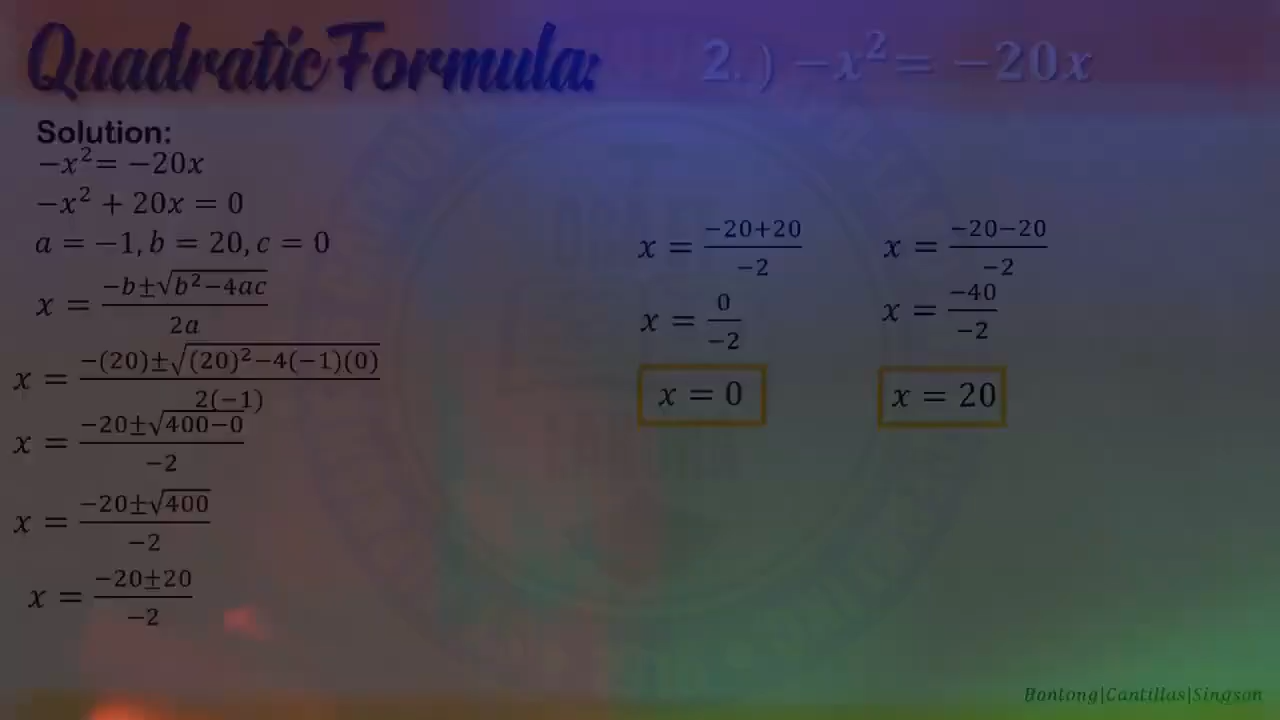 Quadratic Formula:
2. ) −x² = −20x
Solution:
−x² = −20x
−x² + 20x = 0
a = −1, b = 20, c = 0
x = (−b±√(b²−4ac))/(2a)
x = (−(20)±√((20)²−4(−1)(0)))/(2(−1))
x = (−20±√(400−0))/(−2)
x = (−20±√400)/(−2)
x = (−20±20)/(−2)
x = (−20+20)/(−2)
x = 0/(−2)
x = 0
x = (−20−20)/(−2)
x = (−40)/(−2)
x = 20
Bontong|Cantillas|Singson